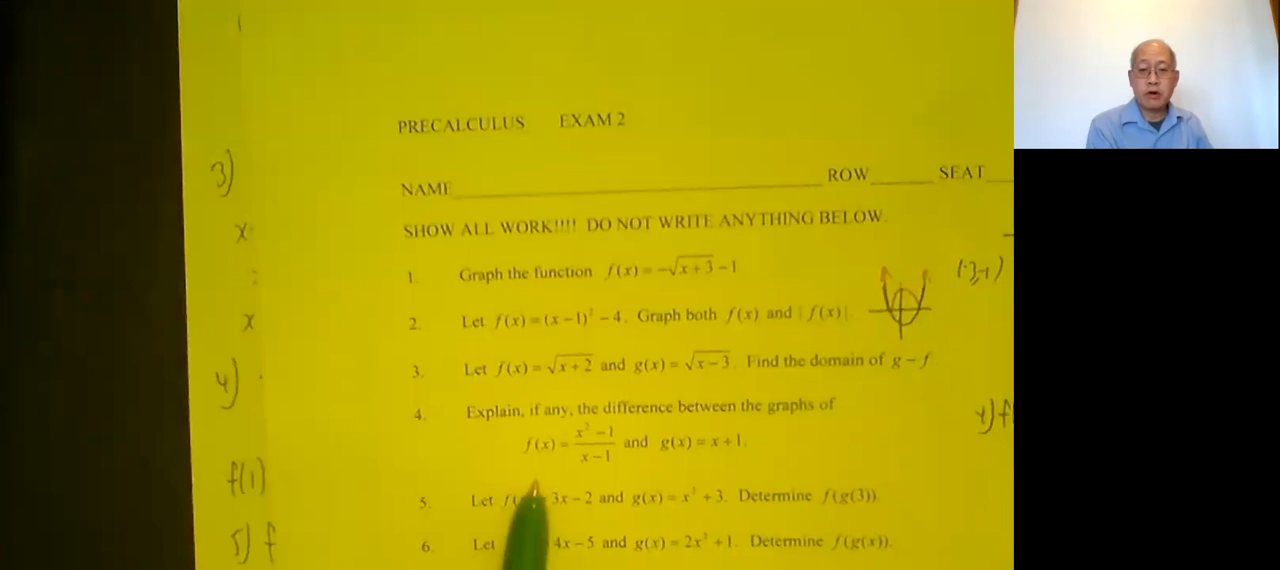 PRECALCULUS EXAM 2
NAME ROW SEAT
SHOW ALL WORK!!!! DO NOT WRITE ANYTHING BELOW.
1. Graph the function f(x) = -√(x+3) - 1
2. Let f(x) = (x-1)² - 4. Graph both f(x) and |f(x)|.
3. Let f(x) = √(x+2) and g(x) = √(x-3). Find the domain of g - f.
4. Explain, if any, the difference between the graphs of
f(x) = (x² - 1)/(x - 1) and g(x) = x + 1.
5. Let 3x - 2 and g(x) = x² + 3. Determine f(g(3)).
6. Let 4x - 5 and g(x) = 2x² + 1. Determine f(g(x)).
3)
x
x
4)
f(1)
5) f
(-3,-1)
4) f